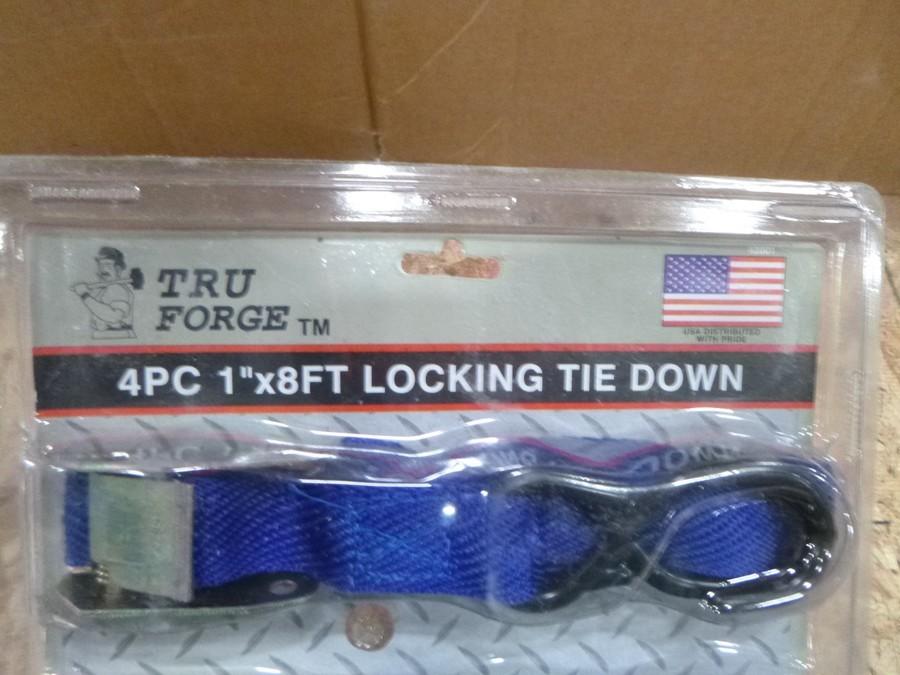 TRU
FORGE TM
USA DISTRIBUTED
WITH PRIDE
4PC 1"x8FT LOCKING TIE DOWN